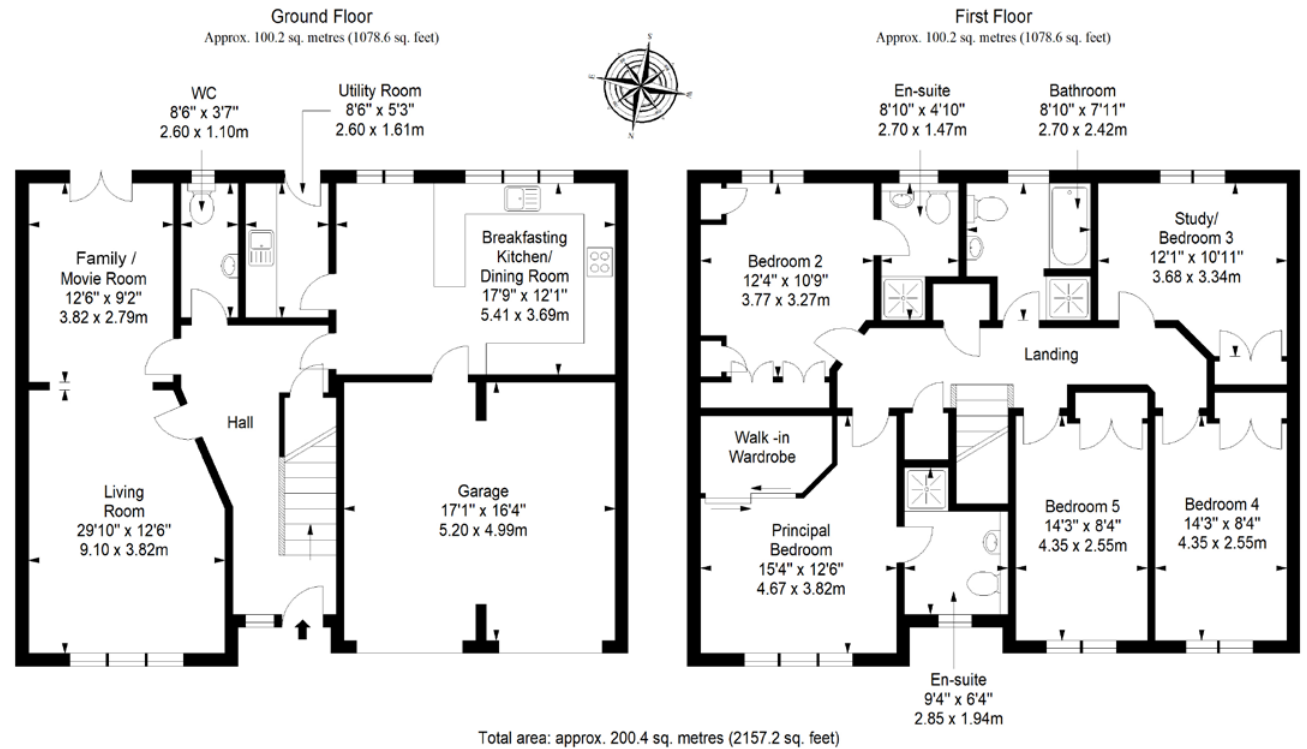 Ground Floor
Approx. 100.2 sq. metres (1078.6 sq. feet)
WC
8'6" x 3'7"
2.60 x 1.10m
Utility Room
8'6" x 5'3"
2.60 x 1.61m
Family /
Movie Room
12'6" x 9'2"
3.82 x 2.79m
Breakfasting
Kitchen/
Dining Room
17'9" x 12'1"
5.41 x 3.69m
Hall
Living
Room
29'10" x 12'6"
9.10 x 3.82m
Garage
17'1" x 16'4"
5.20 x 4.99m
S
N
First Floor
Approx. 100.2 sq. metres (1078.6 sq. feet)
En-suite
8'10" x 4'10"
2.70 x 1.47m
Bathroom
8'10" x 7'11"
2.70 x 2.42m
Bedroom 2
12'4" x 10'9"
3.77 x 3.27m
Study/
Bedroom 3
12'1" x 10'11"
3.68 x 3.34m
Landing
Walk -in
Wardrobe
Principal
Bedroom
15'4" x 12'6"
4.67 x 3.82m
Bedroom 5
14'3" x 8'4"
4.35 x 2.55m
Bedroom 4
14'3" x 8'4"
4.35 x 2.55m
En-suite
9'4" x 6'4"
2.85 x 1.94m
Total area: approx. 200.4 sq. metres (2157.2 sq. feet)